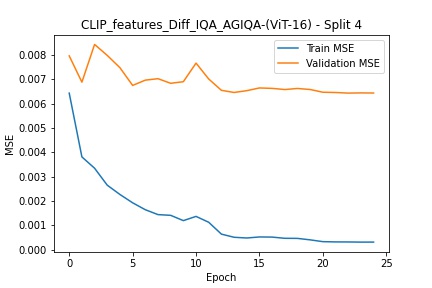 CLIP_features_Diff_IQA_AGIQA-(ViT-16) - Split 4
Train MSE
Validation MSE
MSE
0.008
0.007
0.006
0.005
0.004
0.003
0.002
0.001
0.000
0 5 10 15 20 25
Epoch